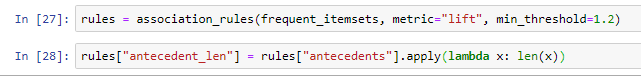 In [27]: rules = association_rules(frequent_itemsets, metric="lift", min_threshold=1.2)
In [28]: rules["antecedent_len"] = rules["antecedents"].apply(lambda x: len(x))